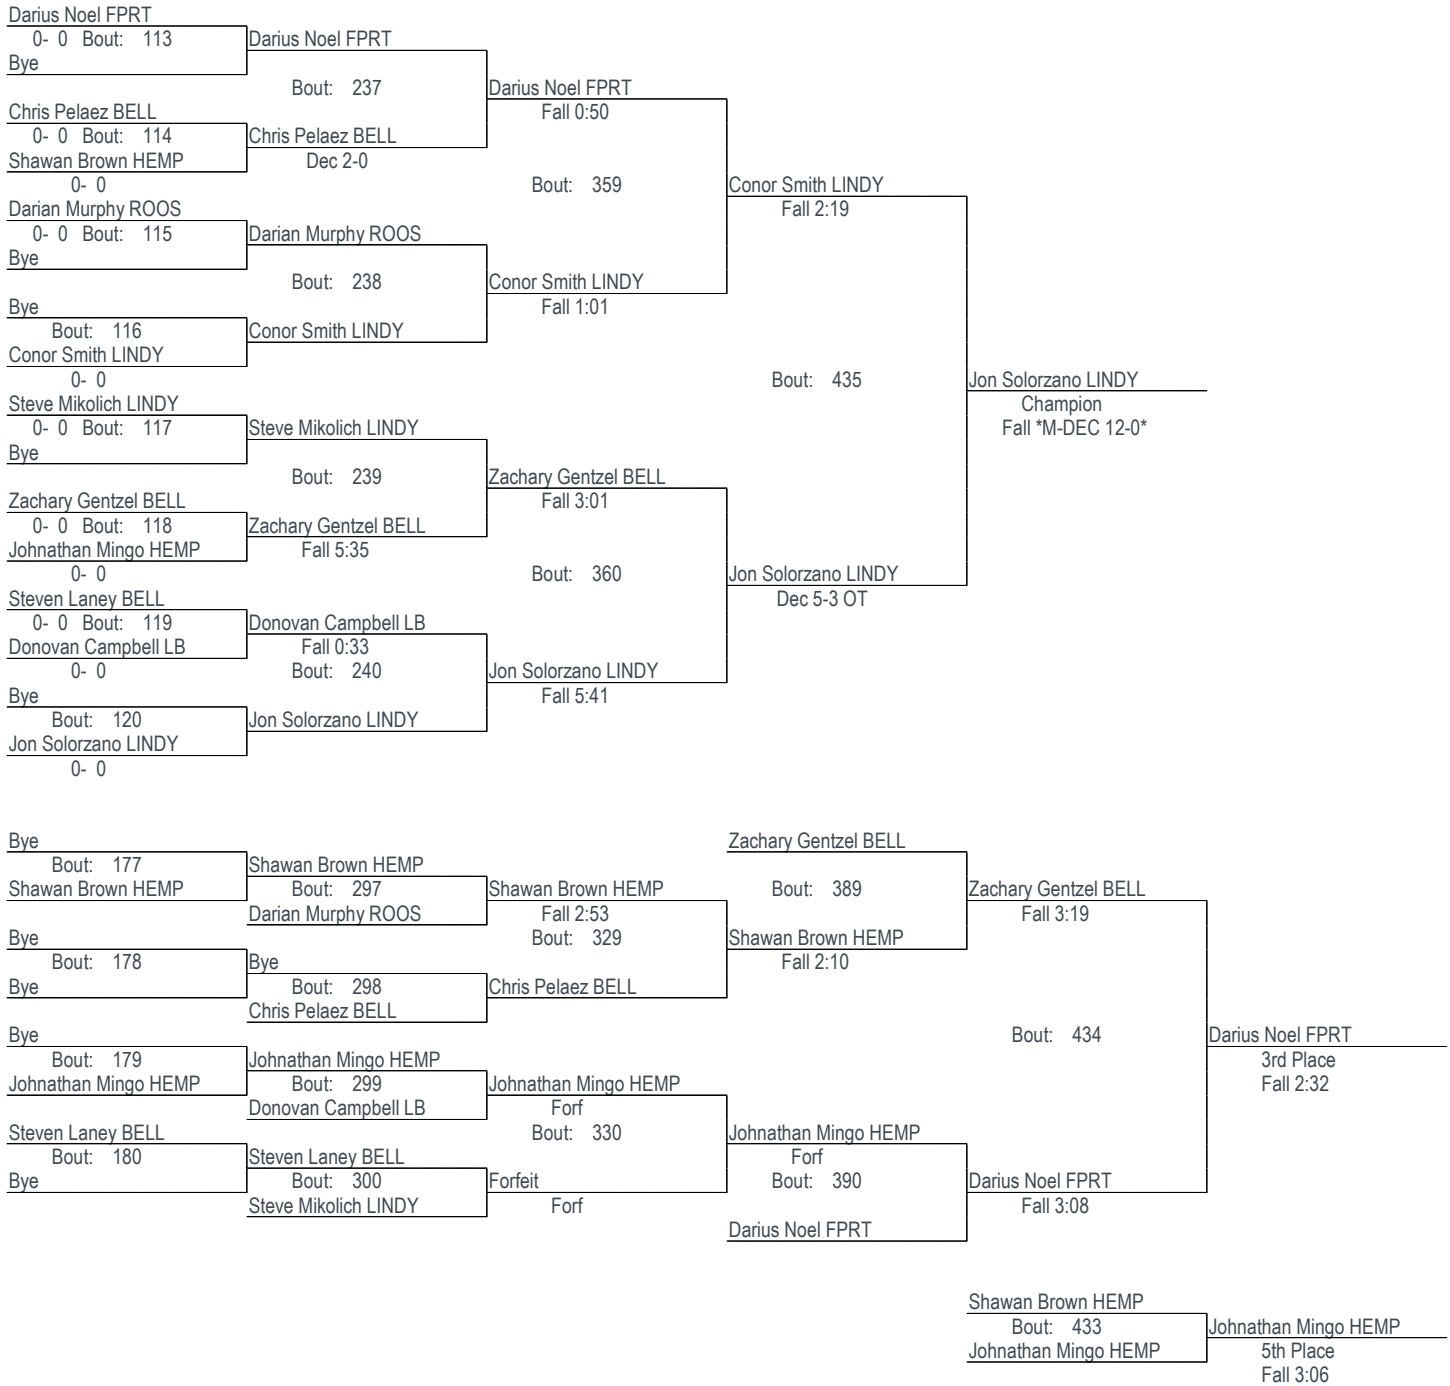 Darius Noel FPRT
0- 0 Bout: 113
Darius Noel FPRT
Bye
Bout: 237
Darius Noel FPRT
Chris Pelaez BELL
Fall 0:50
0- 0 Bout: 114
Chris Pelaez BELL
Shawan Brown HEMP
Dec 2-0
0- 0
Bout: 359
Conor Smith LINDY
Darian Murphy ROOS
Fall 2:19
0- 0 Bout: 115
Darian Murphy ROOS
Bye
Bout: 238
Conor Smith LINDY
Bye
Fall 1:01
Bout: 116
Conor Smith LINDY
Conor Smith LINDY
0- 0
Bout: 435
Jon Solorzano LINDY
Steve Mikolich LINDY
Champion
0- 0 Bout: 117
Steve Mikolich LINDY
Fall *M-DEC 12-0*
Bye
Bout: 239
Zachary Gentzel BELL
Zachary Gentzel BELL
Fall 3:01
0- 0 Bout: 118
Zachary Gentzel BELL
Johnathan Mingo HEMP
Fall 5:35
0- 0
Bout: 360
Jon Solorzano LINDY
Steven Laney BELL
Dec 5-3 OT
0- 0 Bout: 119
Donovan Campbell LB
Donovan Campbell LB
Fall 0:33
0- 0
Bout: 240
Jon Solorzano LINDY
Bye
Fall 5:41
Bout: 120
Jon Solorzano LINDY
Jon Solorzano LINDY
0- 0
Bye
Zachary Gentzel BELL
Bout: 177
Shawan Brown HEMP
Shawan Brown HEMP
Bout: 297
Shawan Brown HEMP
Bout: 389
Zachary Gentzel BELL
Darian Murphy ROOS
Fall 2:53
Fall 3:19
Bye
Bout: 329
Shawan Brown HEMP
Bout: 178
Bye
Fall 2:10
Bye
Bout: 298
Chris Pelaez BELL
Chris Pelaez BELL
Bye
Bout: 434
Darius Noel FPRT
Bout: 179
Johnathan Mingo HEMP
3rd Place
Johnathan Mingo HEMP
Bout: 299
Johnathan Mingo HEMP
Fall 2:32
Donovan Campbell LB
Forf
Steven Laney BELL
Bout: 330
Johnathan Mingo HEMP
Bout: 180
Steven Laney BELL
Forf
Bye
Bout: 300
Forfeit
Bout: 390
Darius Noel FPRT
Steve Mikolich LINDY
Forf
Fall 3:08
Darius Noel FPRT
Shawan Brown HEMP
Bout: 433
Johnathan Mingo HEMP
Johnathan Mingo HEMP
5th Place
Fall 3:06